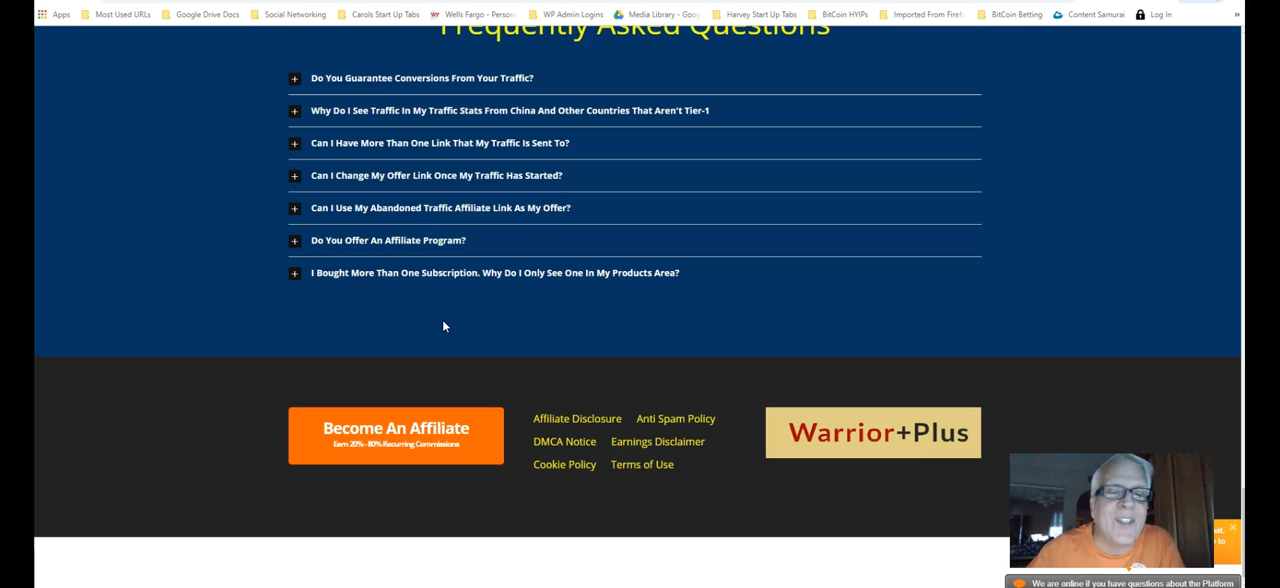 Apps Most Used URLs Google Drive Docs Social Networking Carols Start Up Tabs Wells Fargo - Person WP Admin Logins Media Library - Goo Harvey Start Up Tabs BitCoin HYIPs Imported From Firef BitCoin Betting Content Samurai Log In »
Frequently Asked Questions
Do You Guarantee Conversions From Your Traffic?
Why Do I See Traffic In My Traffic Stats From China And Other Countries That Aren't Tier-1
Can I Have More Than One Link That My Traffic Is Sent To?
Can I Change My Offer Link Once My Traffic Has Started?
Can I Use My Abandoned Traffic Affiliate Link As My Offer?
Do You Offer An Affiliate Program?
I Bought More Than One Subscription. Why Do I Only See One In My Products Area?
Become An Affiliate
Earn 20% - 80% Recurring Commissions
Affiliate Disclosure Anti Spam Policy
DMCA Notice Earnings Disclaimer
Cookie Policy Terms of Use
Warrior+Plus
to
We are online if you have questions about the Platform